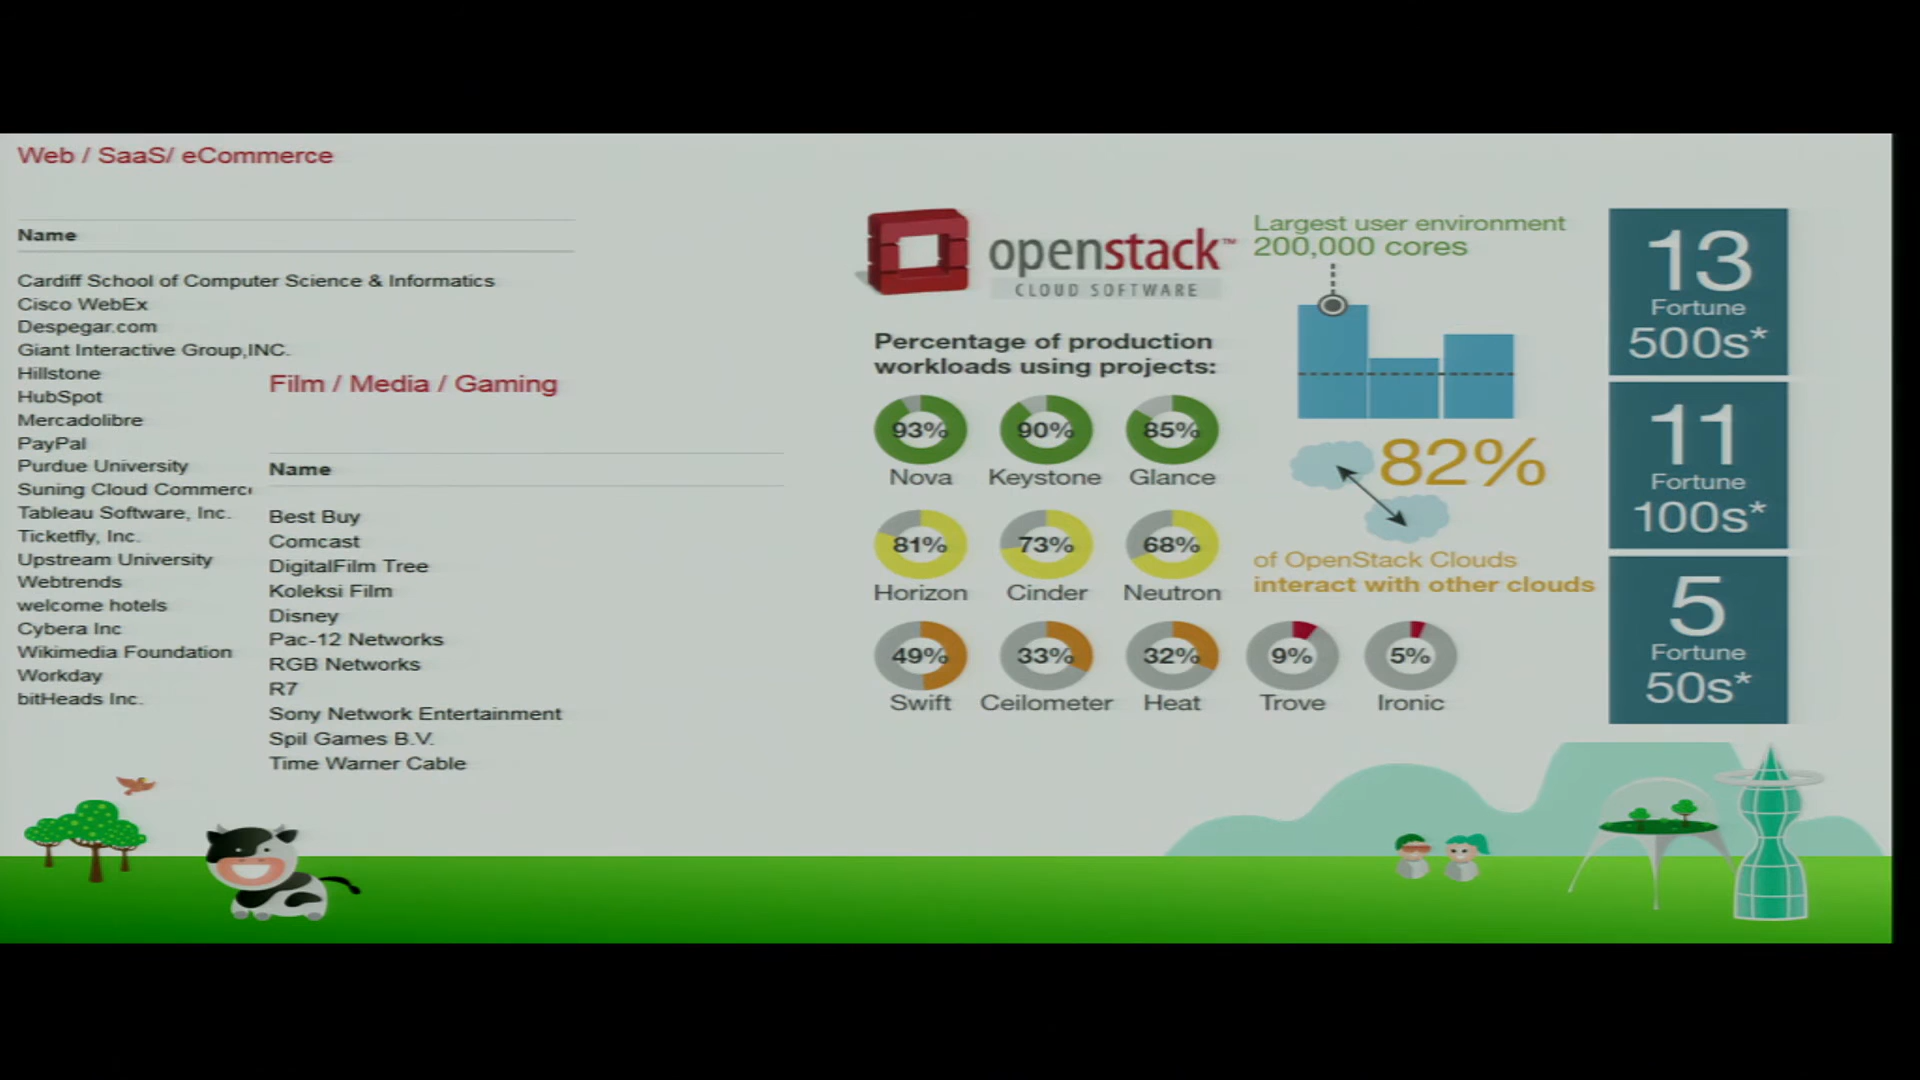 Web / SaaS/ eCommerce
Name
Cardiff School of Computer Science & Informatics
Cisco WebEx
Despegar.com
Giant Interactive Group,INC.
Hillstone
HubSpot
Mercadolibre
PayPal
Purdue University
Suning Cloud
Tableau Software, Inc.
Ticketfly, Inc.
Upstream University
Webtrends
welcome hotels
Cybera Inc
Wikimedia Foundation
Workday
bitHeads Inc.
Film / Media / Gaming
Name
Best Buy
Comcast
DigitalFilm Tree
Koleksi Film
Disney
Pac-12 Networks
RGB Networks
R7
Sony Network Entertainment
Spil Games B.V.
Time Warner Cable
openstack™
CLOUD SOFTWARE
Percentage of production
workloads using projects:
93% 90% 85%
Nova Keystone Glance
81% 73% 68%
Horizon Cinder Neutron
49% 33% 32% 9% 5%
Swift Ceilometer Heat Trove Ironic
Largest user environment
200,000 cores
82%
of OpenStack Clouds
interact with other clouds
13
Fortune
500s*
11
Fortune
100s*
5
Fortune
50s*